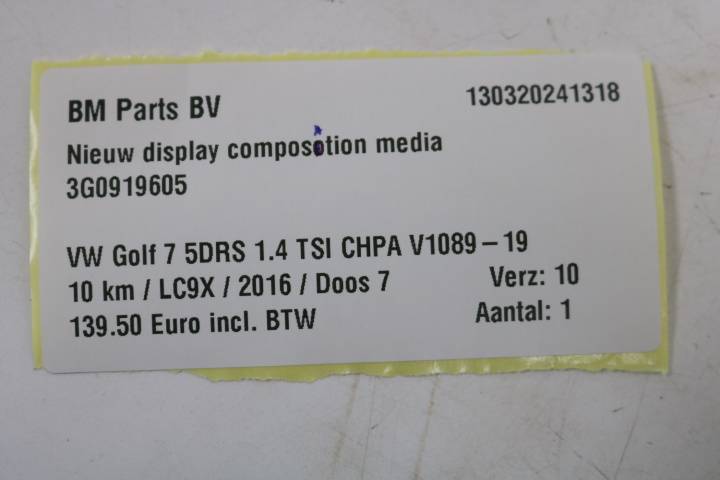 BM Parts BV 130320241318
Nieuw display composotion media
3G0919605
VW Golf 7 5DRS 1.4 TSI CHPA V1089 – 19
10 km / LC9X / 2016 / Doos 7 Verz: 10
139.50 Euro incl. BTW Aantal: 1